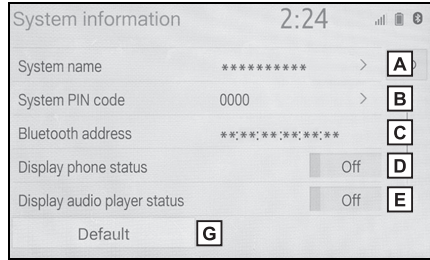 System information 2:24
System name ********** > A
System PIN code 0000 > B
Bluetooth address **:**:**:**:**:** C
Display phone status Off D
Display audio player status Off E
Default G